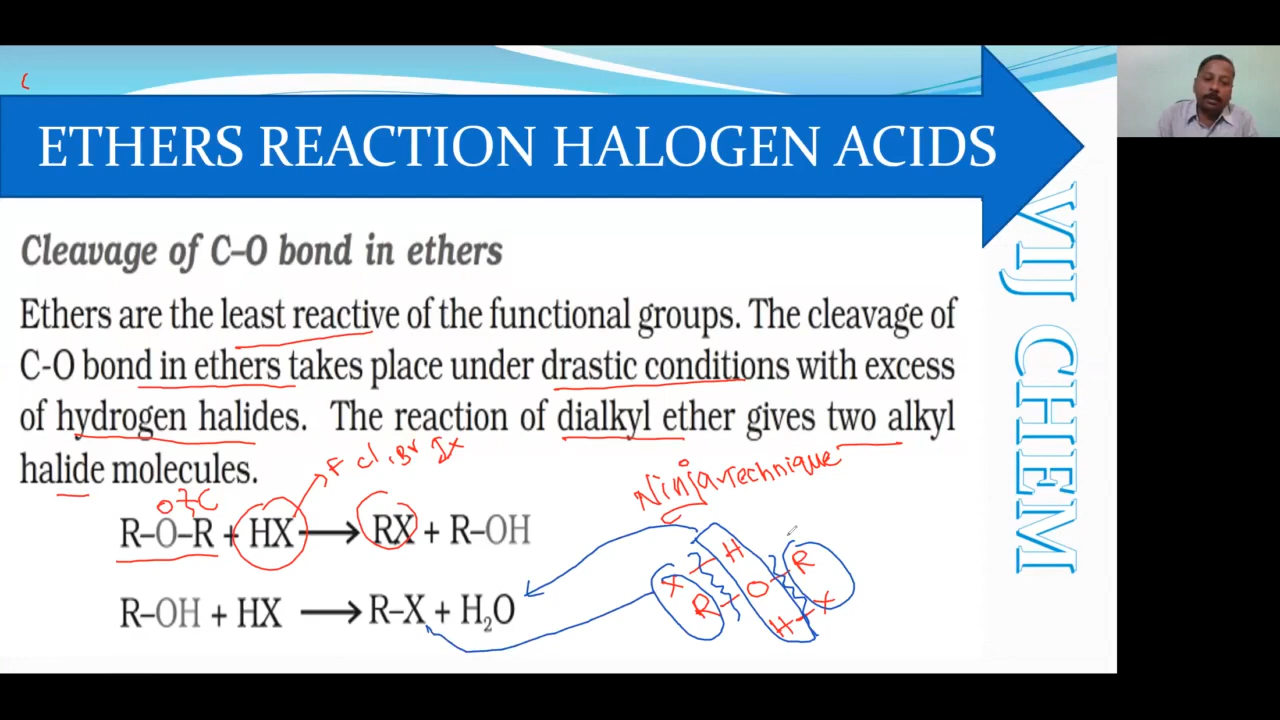 ETHERS REACTION HALOGEN ACIDS
VIJ CHEM
Cleavage of C–O bond in ethers
Ethers are the least reactive of the functional groups. The cleavage of
C-O bond in ethers takes place under drastic conditions with excess
of hydrogen halides. The reaction of dialkyl ether gives two alkyl
halide molecules.
F Cl, Br Ix
Ninja Technique
R–O–R + HX ⟶ RX + R–OH
R–OH + HX ⟶ R–X + H₂O
X–H
R–O–R
H–X